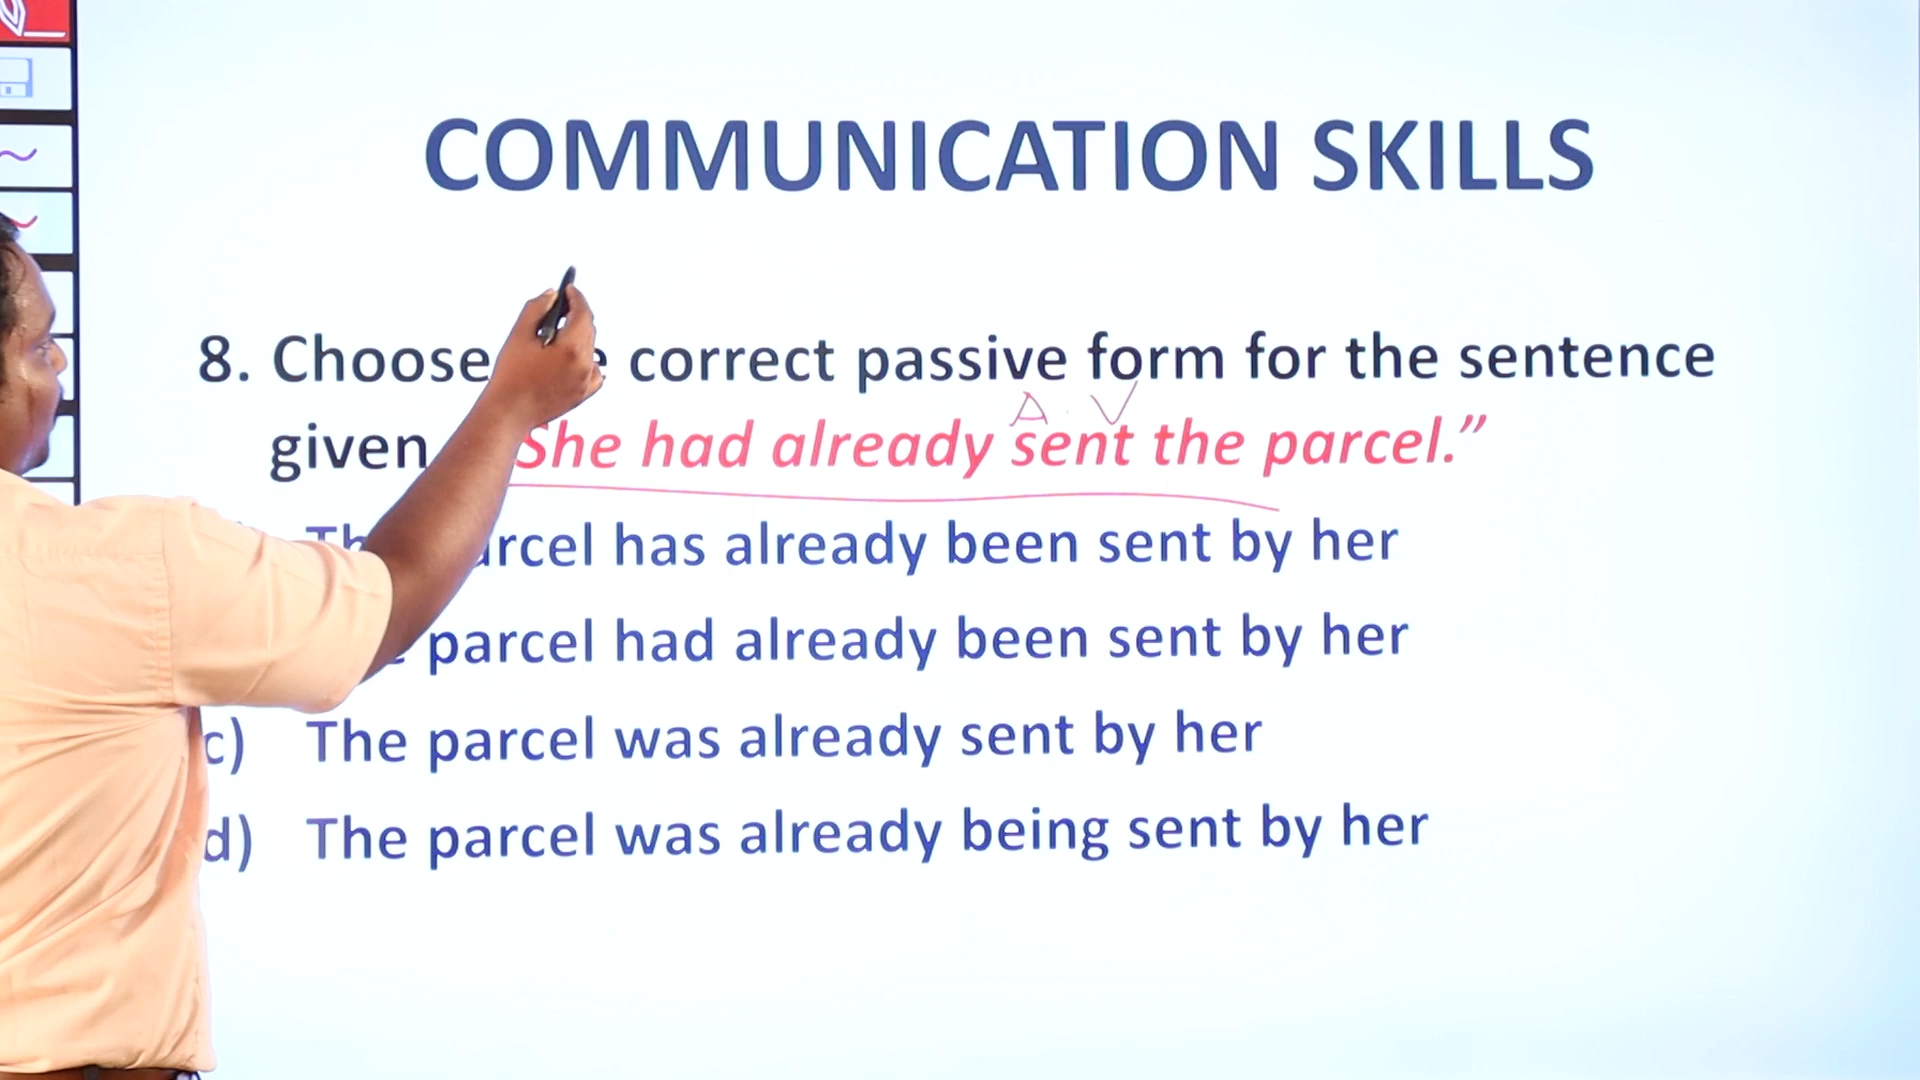 COMMUNICATION SKILLS
8. Choose correct passive form for the sentence
A. V
given She had already sent the parcel.”
has already been sent by her
parcel had already been sent by her
c) The parcel was already sent by her
d) The parcel was already being sent by her